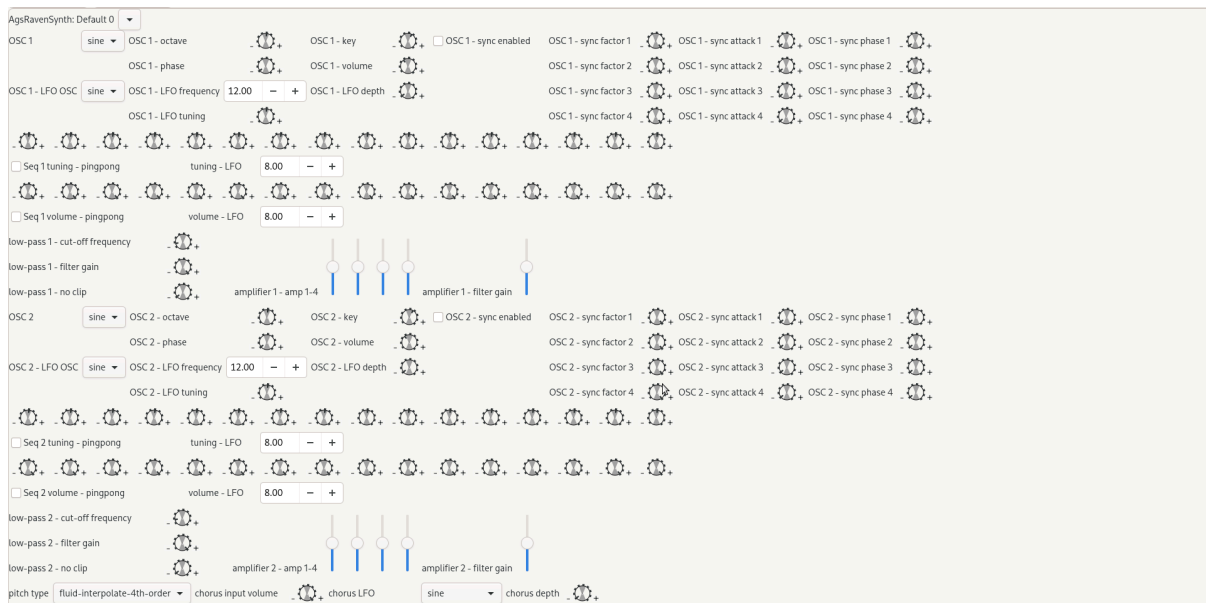 AgsRavenSynth: Default 0
OSC 1 sine OSC 1 - octave - + OSC 1 - key - + OSC 1 - sync enabled OSC 1 - sync factor 1 - + OSC 1 - sync attack 1 - + OSC 1 - sync phase 1 - +
OSC 1 - phase - + OSC 1 - volume - + OSC 1 - sync factor 2 - + OSC 1 - sync attack 2 - + OSC 1 - sync phase 2 - +
OSC 1 - LFO OSC sine OSC 1 - LFO frequency 12.00 - + OSC 1 - LFO depth - + OSC 1 - sync factor 3 - + OSC 1 - sync attack 3 - + OSC 1 - sync phase 3 - +
OSC 1 - LFO tuning - + OSC 1 - sync factor 4 - + OSC 1 - sync attack 4 - + OSC 1 - sync phase 4 - +
- + - + - + - + - + - + - + - + - + - + - + - + - + - + - + - +
Seq 1 tuning - pingpong tuning - LFO 8.00 - +
- + - + - + - + - + - + - + - + - + - + - + - + - + - + - + - +
Seq 1 volume - pingpong volume - LFO 8.00 - +
low-pass 1 - cut-off frequency - +
low-pass 1 - filter gain - +
low-pass 1 - no clip - + amplifier 1 - amp 1-4 amplifier 1 - filter gain
OSC 2 sine OSC 2 - octave - + OSC 2 - key - + OSC 2 - sync enabled OSC 2 - sync factor 1 - + OSC 2 - sync attack 1 - + OSC 2 - sync phase 1 - +
OSC 2 - phase - + OSC 2 - volume - + OSC 2 - sync factor 2 - + OSC 2 - sync attack 2 - + OSC 2 - sync phase 2 - +
OSC 2 - LFO OSC sine OSC 2 - LFO frequency 12.00 - + OSC 2 - LFO depth - + OSC 2 - sync factor 3 - + OSC 2 - sync attack 3 - + OSC 2 - sync phase 3 - +
OSC 2 - LFO tuning - + OSC 2 - sync factor 4 - + OSC 2 - sync attack 4 - + OSC 2 - sync phase 4 - +
- + - + - + - + - + - + - + - + - + - + - + - + - + - + - + - +
Seq 2 tuning - pingpong tuning - LFO 8.00 - +
- + - + - + - + - + - + - + - + - + - + - + - + - + - + - + - +
Seq 2 volume - pingpong volume - LFO 8.00 - +
low-pass 2 - cut-off frequency - +
low-pass 2 - filter gain - +
low-pass 2 - no clip - + amplifier 2 - amp 1-4 amplifier 2 - filter gain
pitch type fluid-interpolate-4th-order chorus input volume - + chorus LFO sine chorus depth - +